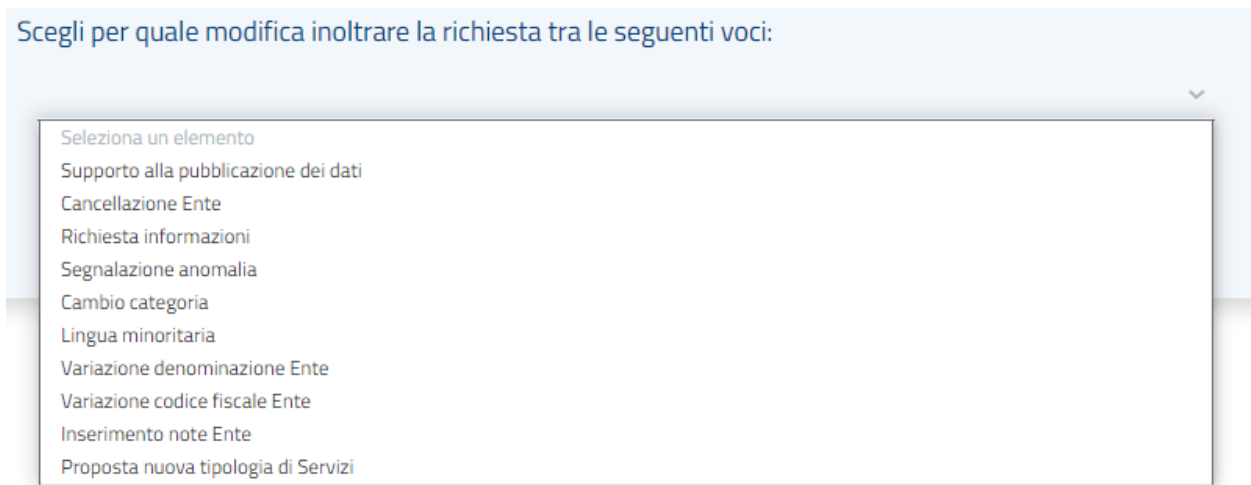 Scegli per quale modifica inoltrare la richiesta tra le seguenti voci:
Seleziona un elemento
Supporto alla pubblicazione dei dati
Cancellazione Ente
Richiesta informazioni
Segnalazione anomalia
Cambio categoria
Lingua minoritaria
Variazione denominazione Ente
Variazione codice fiscale Ente
Inserimento note Ente
Proposta nuova tipologia di Servizi